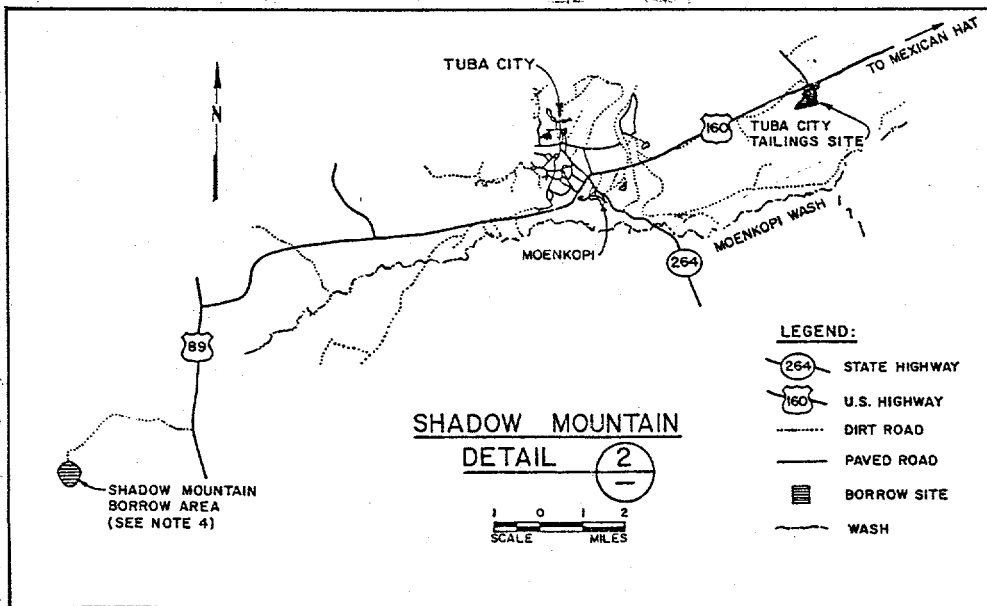 TO MEXICAN HAT
TUBA CITY
N
160
TUBA CITY
TAILINGS SITE
MOENKOPI WASH
MOENKOPI
264
89
LEGEND:
264 STATE HIGHWAY
160 U.S. HIGHWAY
DIRT ROAD
PAVED ROAD
BORROW SITE
WASH
SHADOW MOUNTAIN
DETAIL 2
—
SHADOW MOUNTAIN
BORROW AREA
(SEE NOTE 4)
1 0 1 2
SCALE MILES